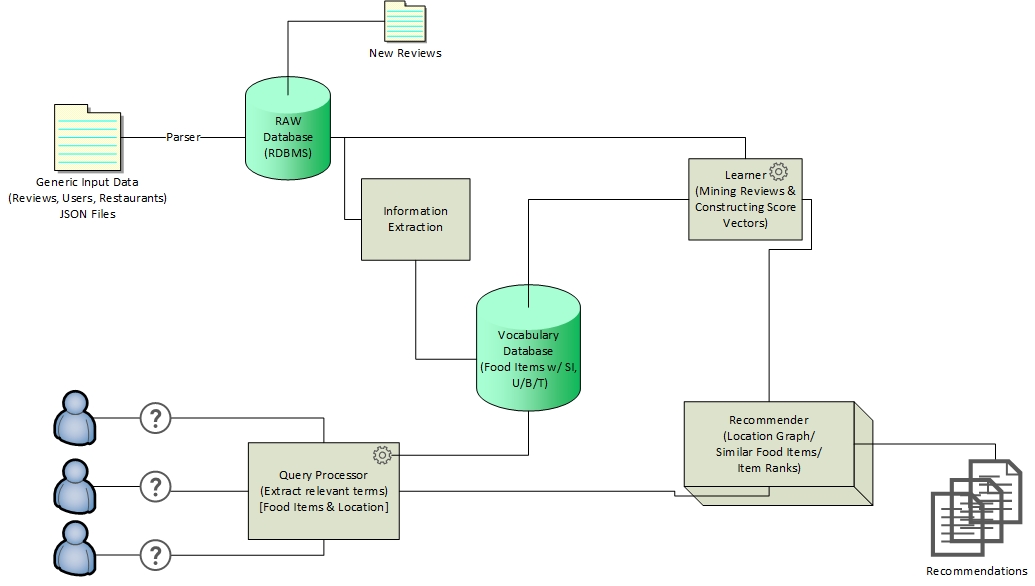 New Reviews
RAW
Database
(RDBMS)
Parser
Generic Input Data
(Reviews, Users, Restaurants)
JSON Files
Learner
(Mining Reviews &
Constructing Score
Vectors)
Information
Extraction
Vocabulary
Database
(Food Items w/ SI,
U/B/T)
?
?
?
Query Processor
(Extract relevant terms)
[Food Items & Location]
Recommender
(Location Graph/
Similar Food Items/
Item Ranks)
Recommendations